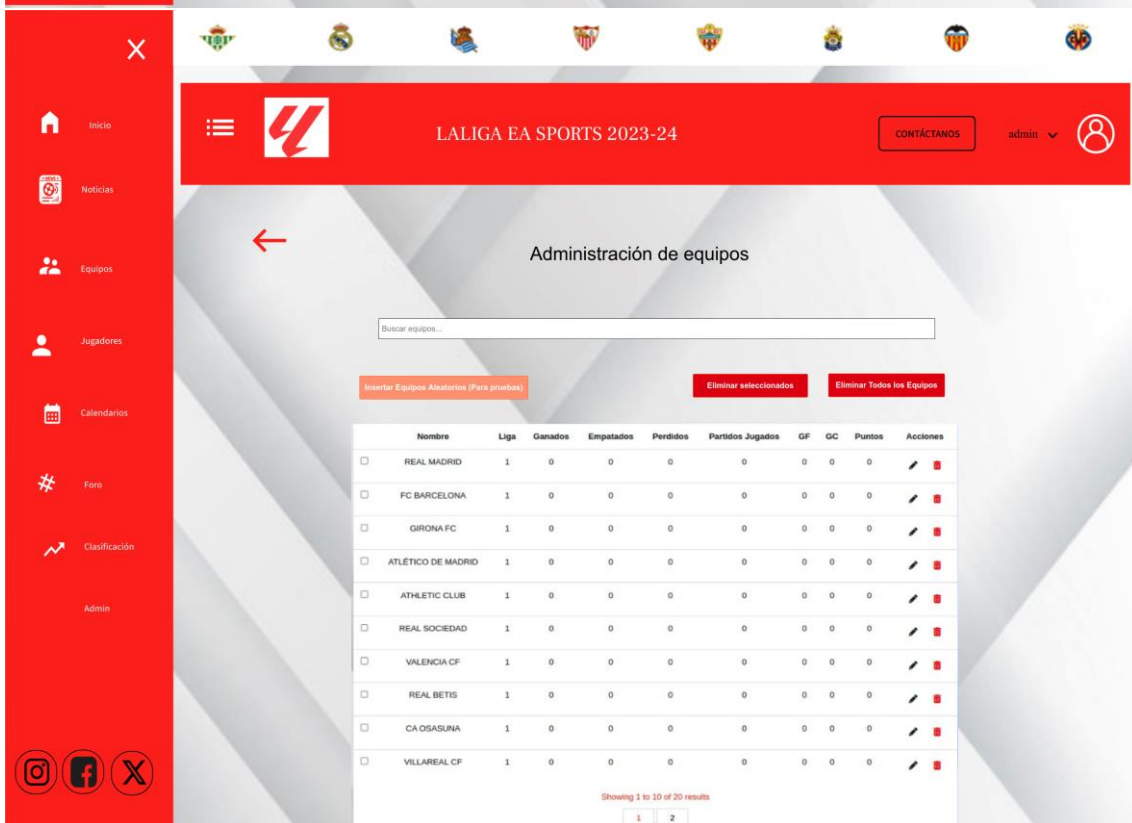 Inicio
Noticias
Equipos
Jugadores
Calendarios
Foro
Clasificación
Admin
LALIGA EA SPORTS 2023-24
CONTÁCTANOS
admin
Administración de equipos
Buscar equipos...
Insertar Equipos Aleatorios (Para pruebas)
Eliminar seleccionados
Eliminar Todos los Equipos
Nombre Liga Ganados Empatados Perdidos Partidos Jugados GF GC Puntos Acciones
REAL MADRID 1 0 0 0 0 0 0 0
FC BARCELONA 1 0 0 0 0 0 0 0
GIRONA FC 1 0 0 0 0 0 0 0
ATLÉTICO DE MADRID 1 0 0 0 0 0 0 0
ATHLETIC CLUB 1 0 0 0 0 0 0 0
REAL SOCIEDAD 1 0 0 0 0 0 0 0
VALENCIA CF 1 0 0 0 0 0 0 0
REAL BETIS 1 0 0 0 0 0 0 0
CA OSASUNA 1 0 0 0 0 0 0 0
VILLAREAL CF 1 0 0 0 0 0 0 0
Showing 1 to 10 of 20 results
1 2